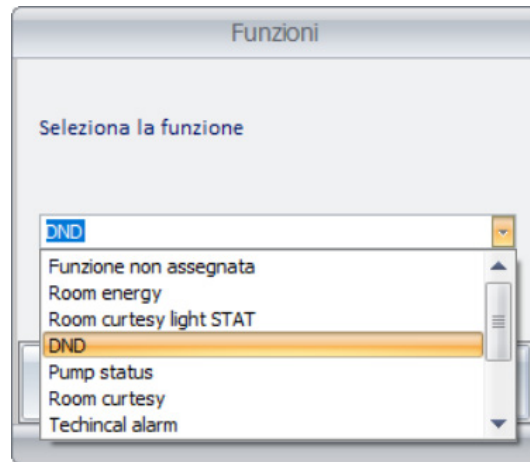 Funzioni
Seleziona la funzione
DND
Funzione non assegnata
Room energy
Room curtesy light STAT
DND
Pump status
Room curtesy
Techincal alarm